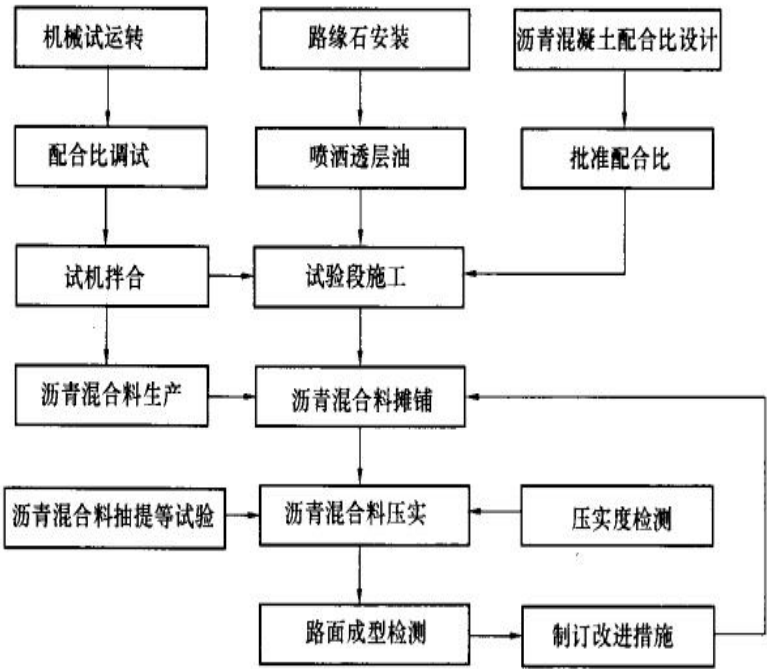 机械试运转
路缘石安装
沥青混凝土配合比设计
配合比调试
喷洒透层油
批准配合比
试机拌合
试验段施工
沥青混合料生产
沥青混合料摊铺
沥青混合料抽提等试验
沥青混合料压实
压实度检测
路面成型检测
制订改进措施